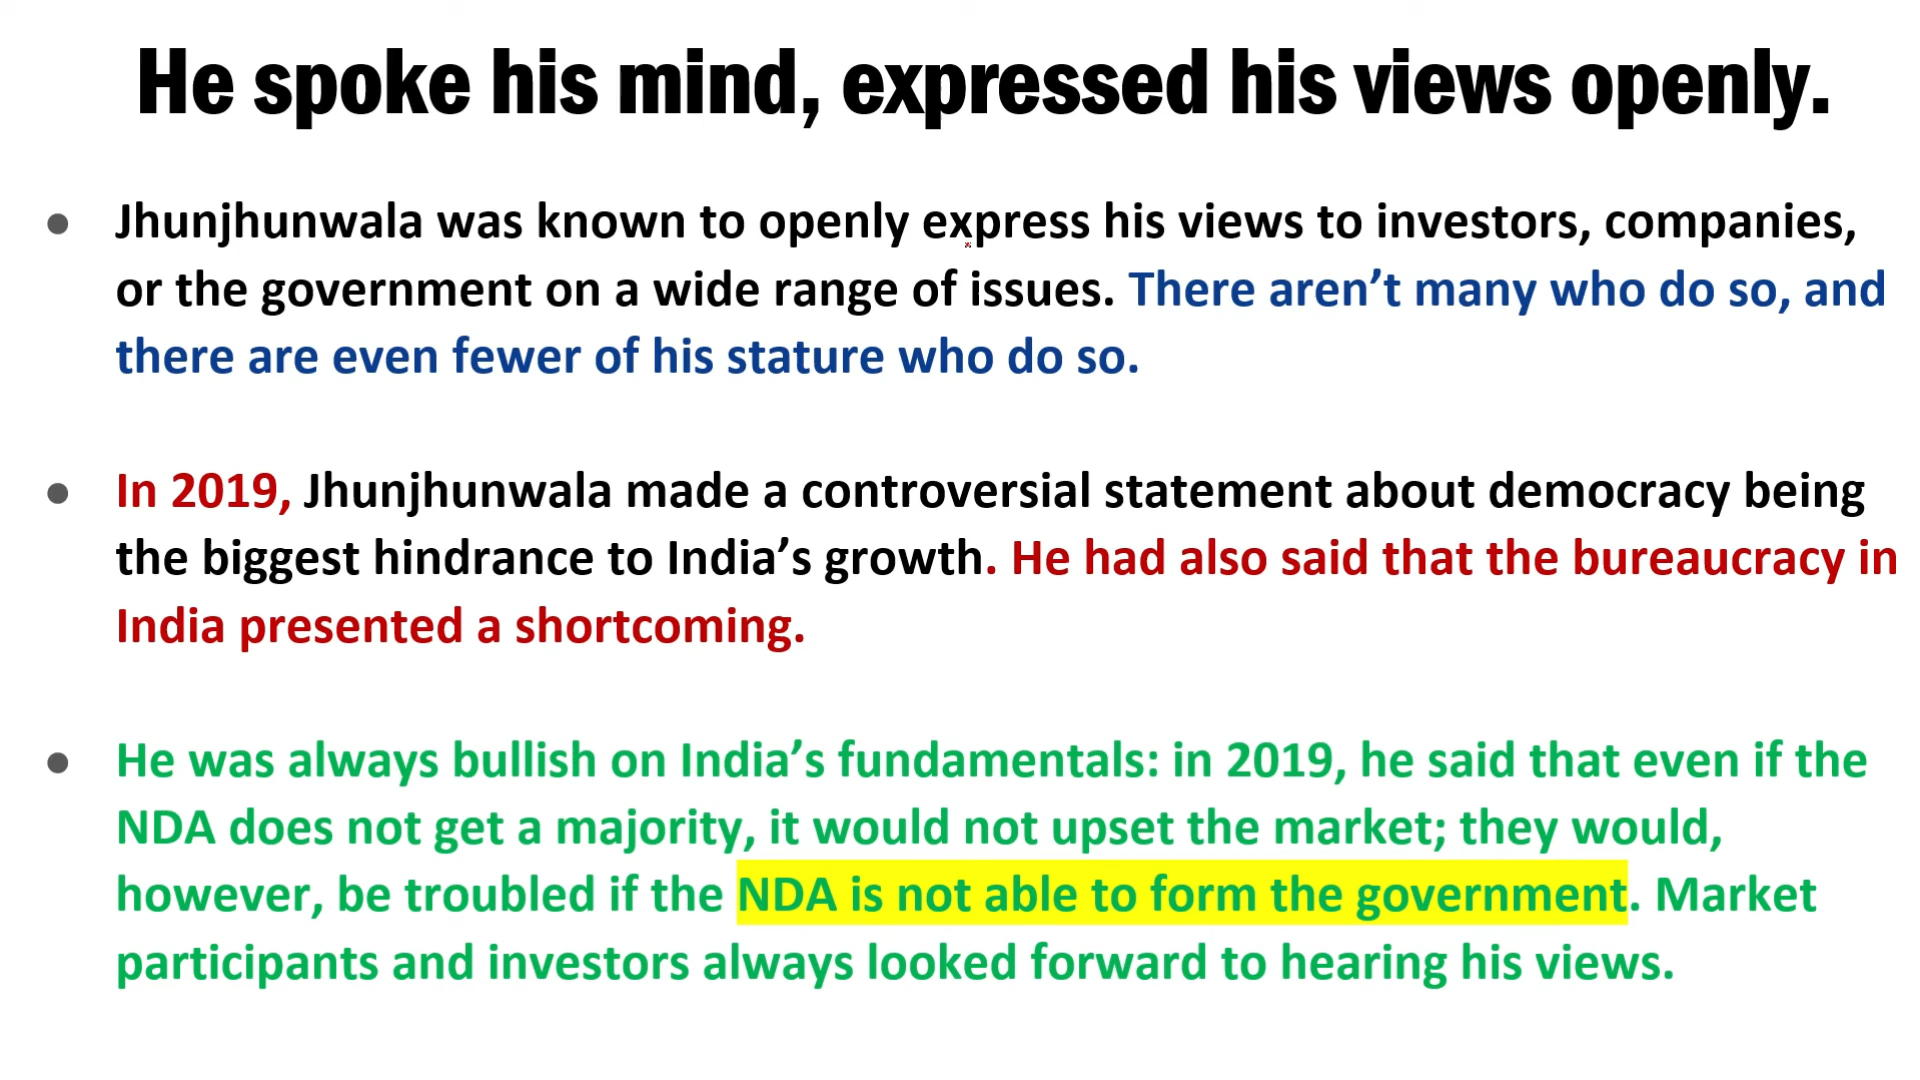 He spoke his mind, expressed his views openly.
● Jhunjhunwala was known to openly express his views to investors, companies,
or the government on a wide range of issues. There aren’t many who do so, and
there are even fewer of his stature who do so.
● In 2019, Jhunjhunwala made a controversial statement about democracy being
the biggest hindrance to India’s growth. He had also said that the bureaucracy in
India presented a shortcoming.
● He was always bullish on India’s fundamentals: in 2019, he said that even if the
NDA does not get a majority, it would not upset the market; they would,
however, be troubled if the NDA is not able to form the government. Market
participants and investors always looked forward to hearing his views.